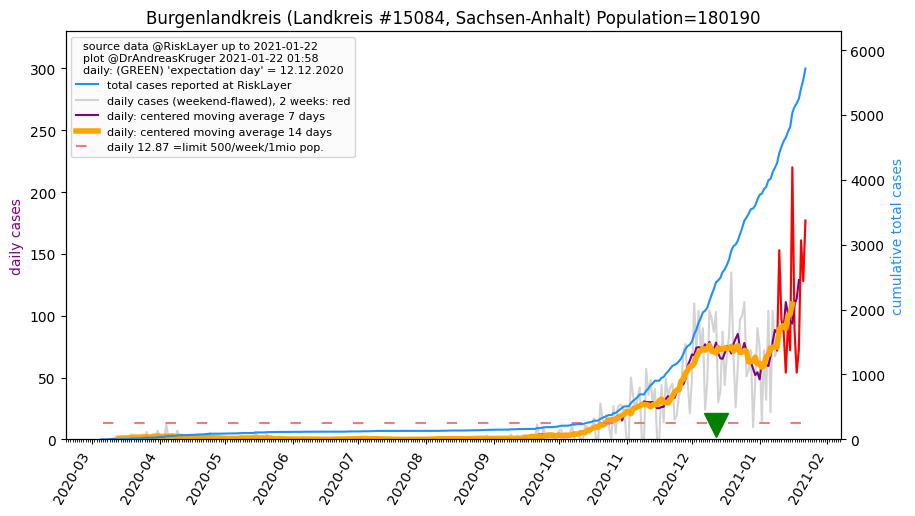 Burgenlandkreis (Landkreis #15084, Sachsen-Anhalt) Population=180190
source data @RiskLayer up to 2021-01-22
plot @DrAndreasKruger 2021-01-22 01:58
daily: (GREEN) 'expectation day' = 12.12.2020
total cases reported at RiskLayer
daily cases (weekend-flawed), 2 weeks: red
daily: centered moving average 7 days
daily: centered moving average 14 days
daily 12.87 =limit 500/week/1mio pop.
daily cases
300
250
200
150
100
50
0
cumulative total cases
6000
5000
4000
3000
2000
1000
0
2020-03
2020-04
2020-05
2020-06
2020-07
2020-08
2020-09
2020-10
2020-11
2020-12
2021-01
2021-02